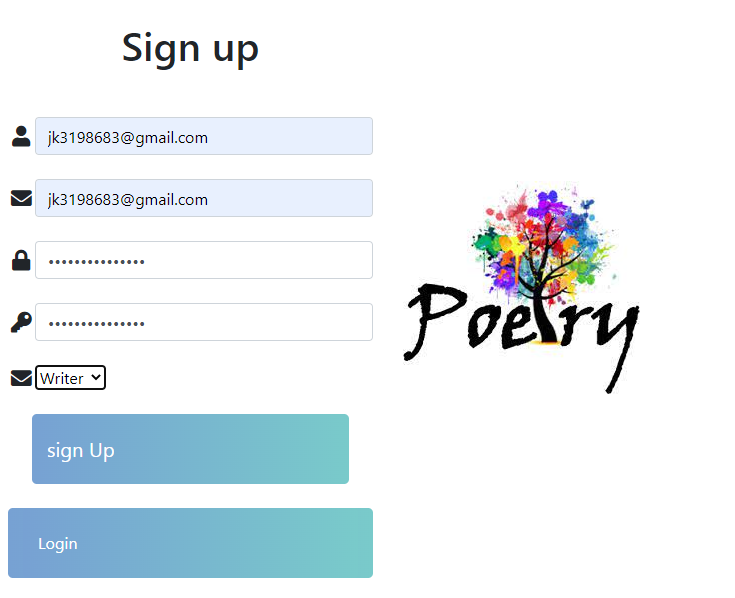 Sign up
jk3198683@gmail.com
jk3198683@gmail.com
•••••••••••••••
•••••••••••••••
Writer
sign Up
Login
Poetry